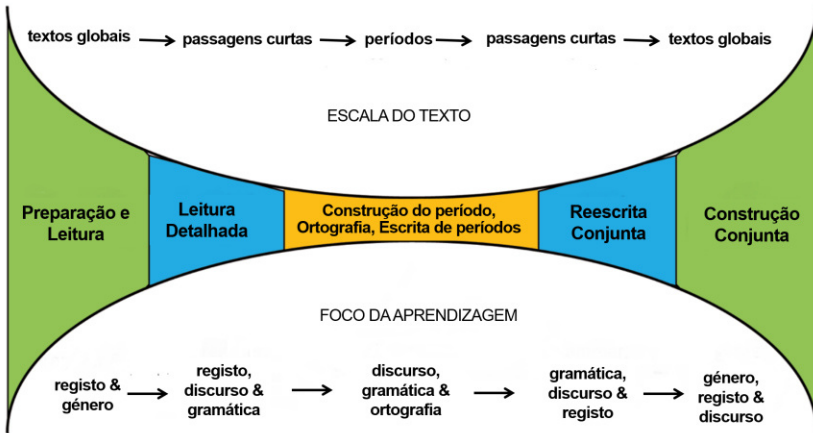 textos globais → passagens curtas → períodos → passagens curtas → textos globais
ESCALA DO TEXTO
Preparação e
Leitura
Leitura
Detalhada
Construção do período,
Ortografia, Escrita de períodos
Reescrita
Conjunta
Construção
Conjunta
FOCO DA APRENDIZAGEM
registo &
género
registo,
discurso &
gramática
discurso,
gramática &
ortografia
gramática,
discurso &
registo
género,
registo &
discurso